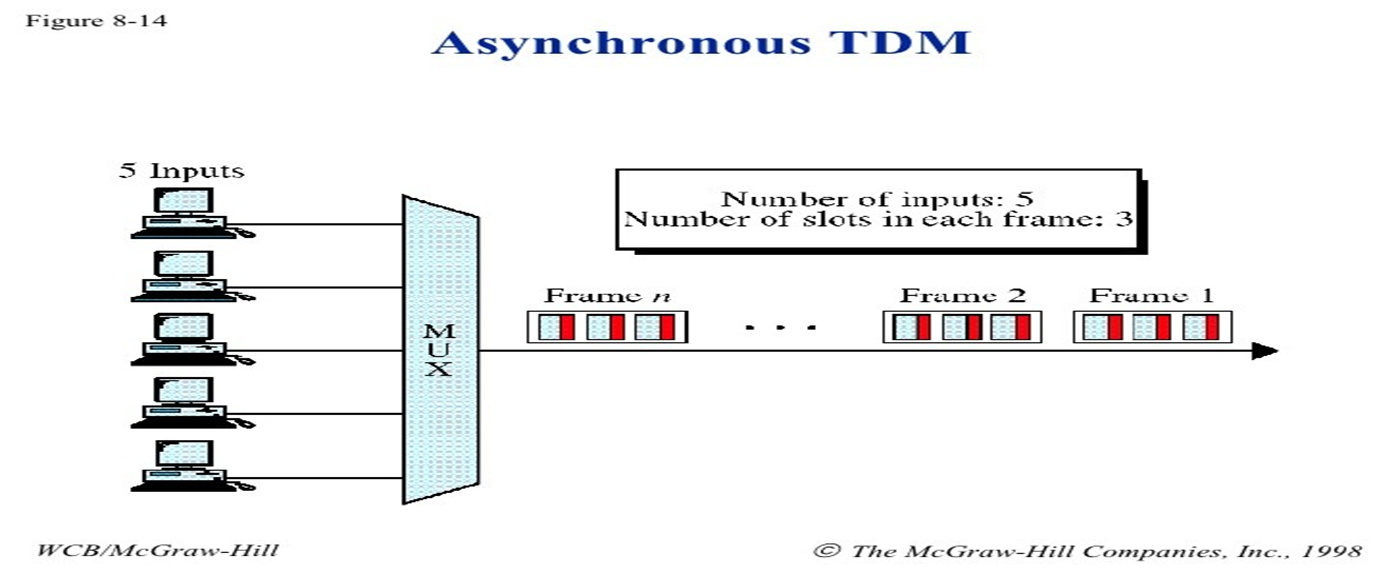 Figure 8-14
Asynchronous TDM
5 Inputs
Number of inputs: 5
Number of slots in each frame: 3
Frame n
. . .
Frame 2
Frame 1
M
U
X
WCB/McGraw-Hill
© The McGraw-Hill Companies, Inc., 1998